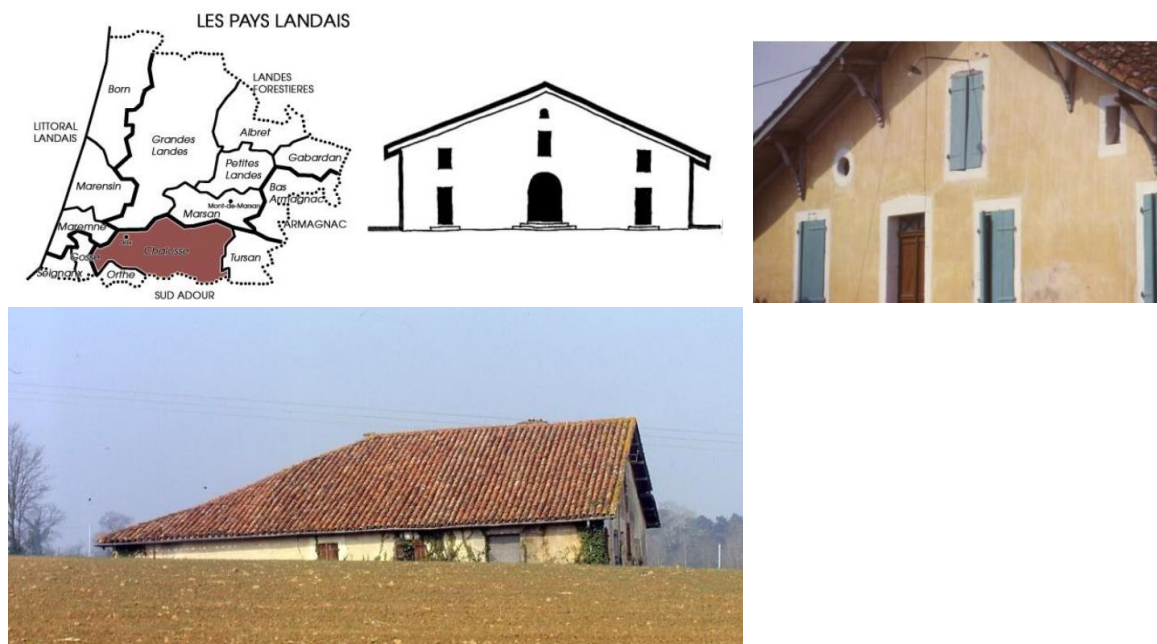 LES PAYS LANDAIS
Born
LANDES
FORESTIERES
LITTORAL
LANDAIS
Grandes
Landes
Albret
Petites
Landes
Gabardan
Marensin
Bas
Armagnac
Mont-de-Marsan
ARMAGNAC
Marsan
Maremne
Dax
Chalosse
Gosse
Tursan
Seignanx
Orthe
SUD ADOUR